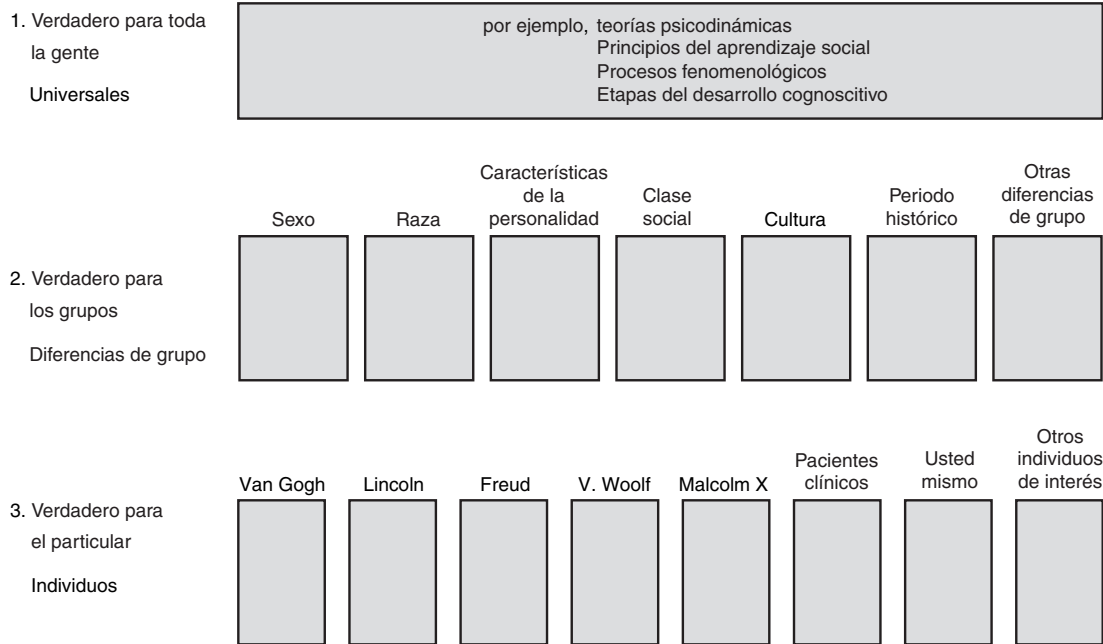 1. Verdadero para toda
la gente
Universales
por ejemplo, teorías psicodinámicas
Principios del aprendizaje social
Procesos fenomenológicos
Etapas del desarrollo cognoscitivo
2. Verdadero para
los grupos
Diferencias de grupo
Sexo
Raza
Características
de la
personalidad
Clase
social
Cultura
Periodo
histórico
Otras
diferencias
de grupo
3. Verdadero para
el particular
Individuos
Van Gogh
Lincoln
Freud
V. Woolf
Malcolm X
Pacientes
clínicos
Usted
mismo
Otros
individuos
de interés